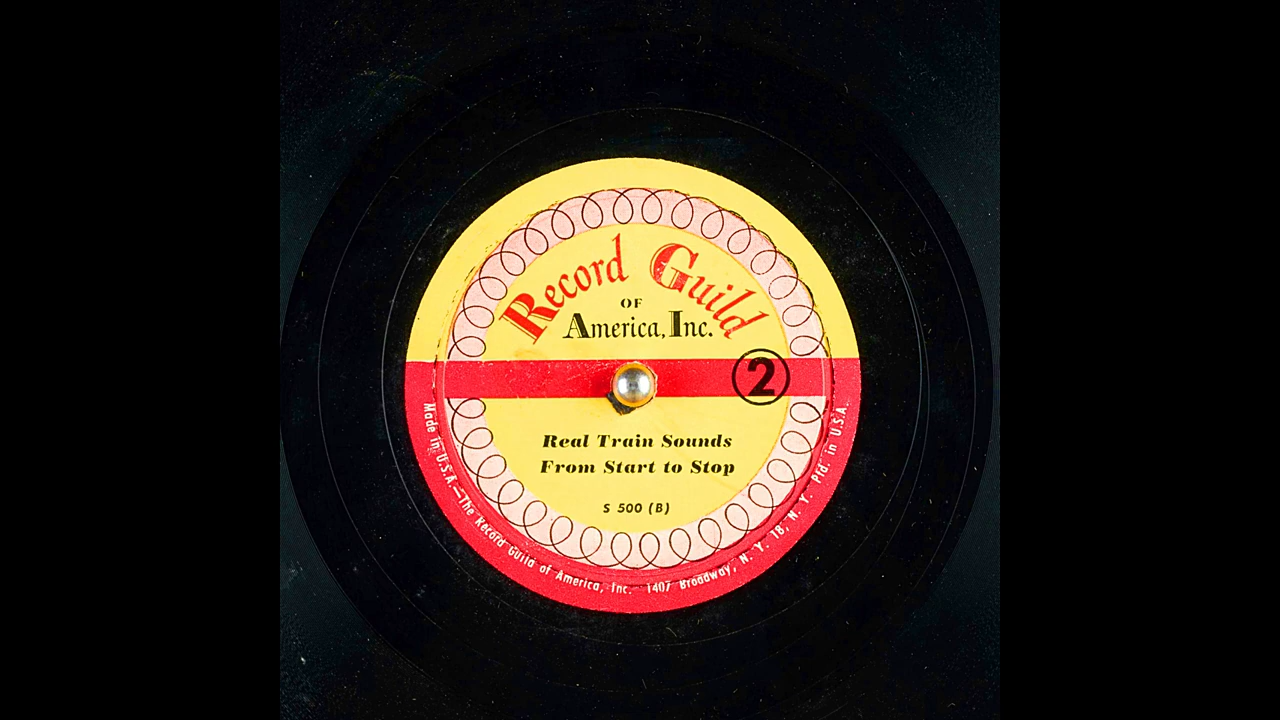 Record Guild
OF
America, Inc.
2
Real Train Sounds
From Start to Stop
S 500 (B)
Made in U.S.A.—The Record Guild of America, Inc. 1407 Broadway, N. Y. 18, N. Y. Ptd. in U.S.A.